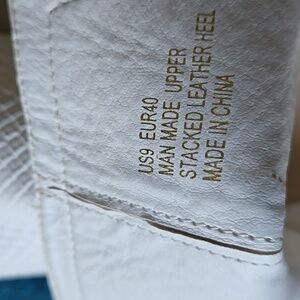 US9 EUR40
MAN MADE UPPER
STACKED LEATHER HEEL
MADE IN CHINA